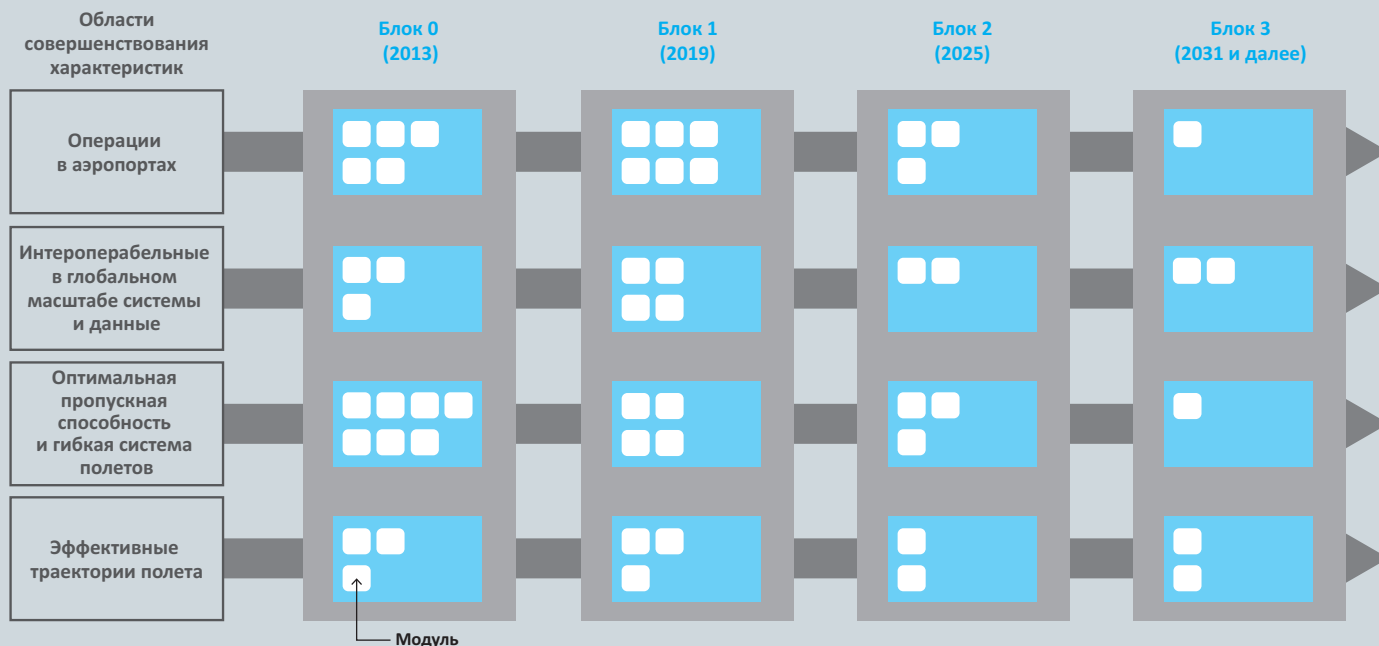 Области
совершенствования
характеристик
Блок 0
(2013)
Блок 1
(2019)
Блок 2
(2025)
Блок 3
(2031 и далее)
Операции
в аэропортах
Интероперабельные
в глобальном
масштабе системы
и данные
Оптимальная
пропускная
способность
и гибкая система
полетов
Эффективные
траектории полета
Модуль